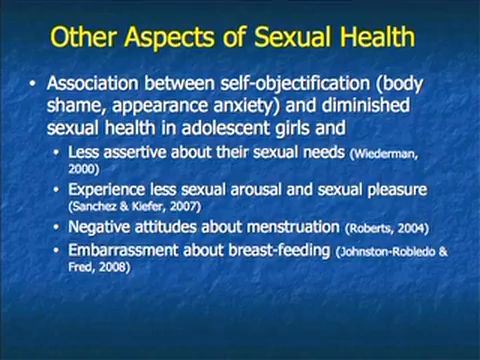 Other Aspects of Sexual Health
• Association between self-objectification (body
shame, appearance anxiety) and diminished
sexual health in adolescent girls and
• Less assertive about their sexual needs (Wiederman,
2000)
• Experience less sexual arousal and sexual pleasure
(Sanchez & Kiefer, 2007)
• Negative attitudes about menstruation (Roberts, 2004)
• Embarrassment about breast-feeding (Johnston-Robledo &
Fred, 2008)